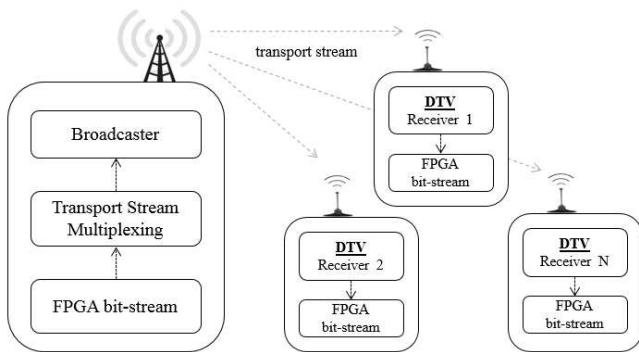 transport stream
Broadcaster
Transport Stream
Multiplexing
FPGA bit-stream
DTV
Receiver 1
FPGA
bit-stream
DTV
Receiver 2
FPGA
bit-stream
DTV
Receiver N
FPGA
bit-stream